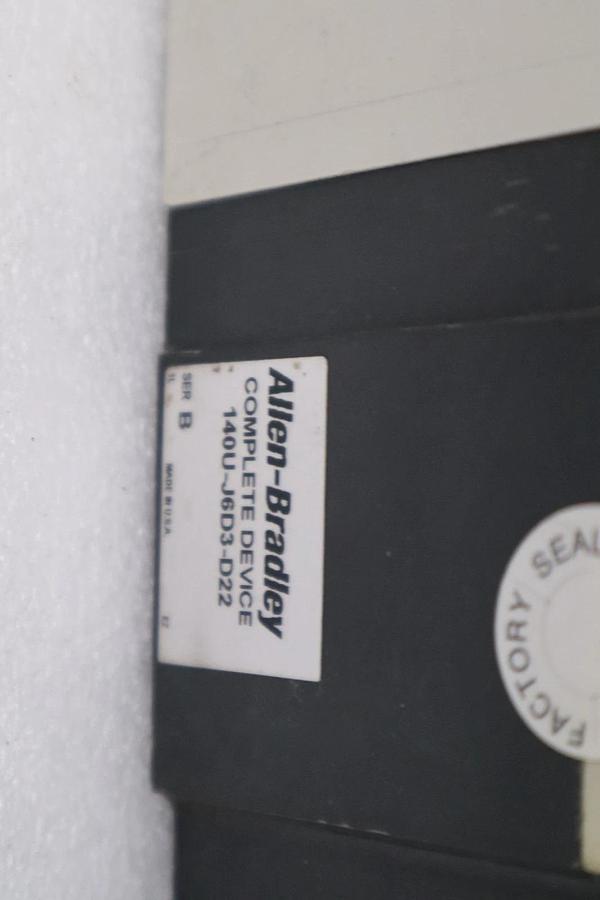 Allen-Bradley
COMPLETE DEVICE
140U-J6D3-D22
SER B
MADE IN U.S.A.
FACTORY SEAL